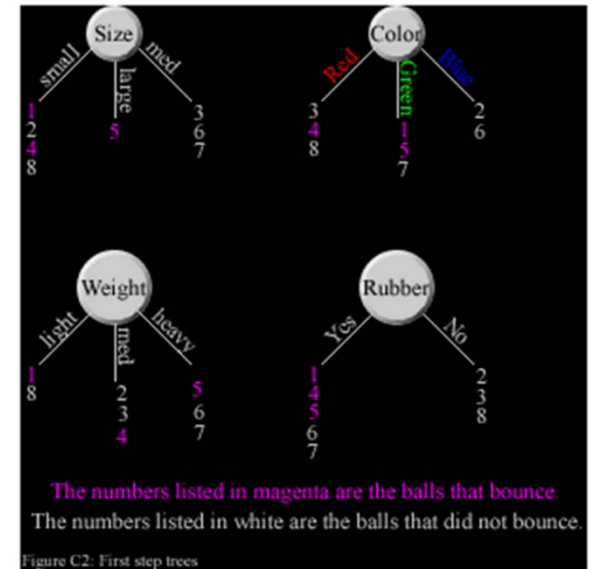 Size
small
large
med
1
2
4
8
5
3
6
7
Color
Red
Green
Blue
3
4
8
1
5
7
2
6
Weight
light
med
heavy
1
8
2
3
4
5
6
7
Rubber
Yes
No
1
4
5
6
7
2
3
8
The numbers listed in magenta are the balls that bounce.
The numbers listed in white are the balls that did not bounce.
Figure C2: First step trees